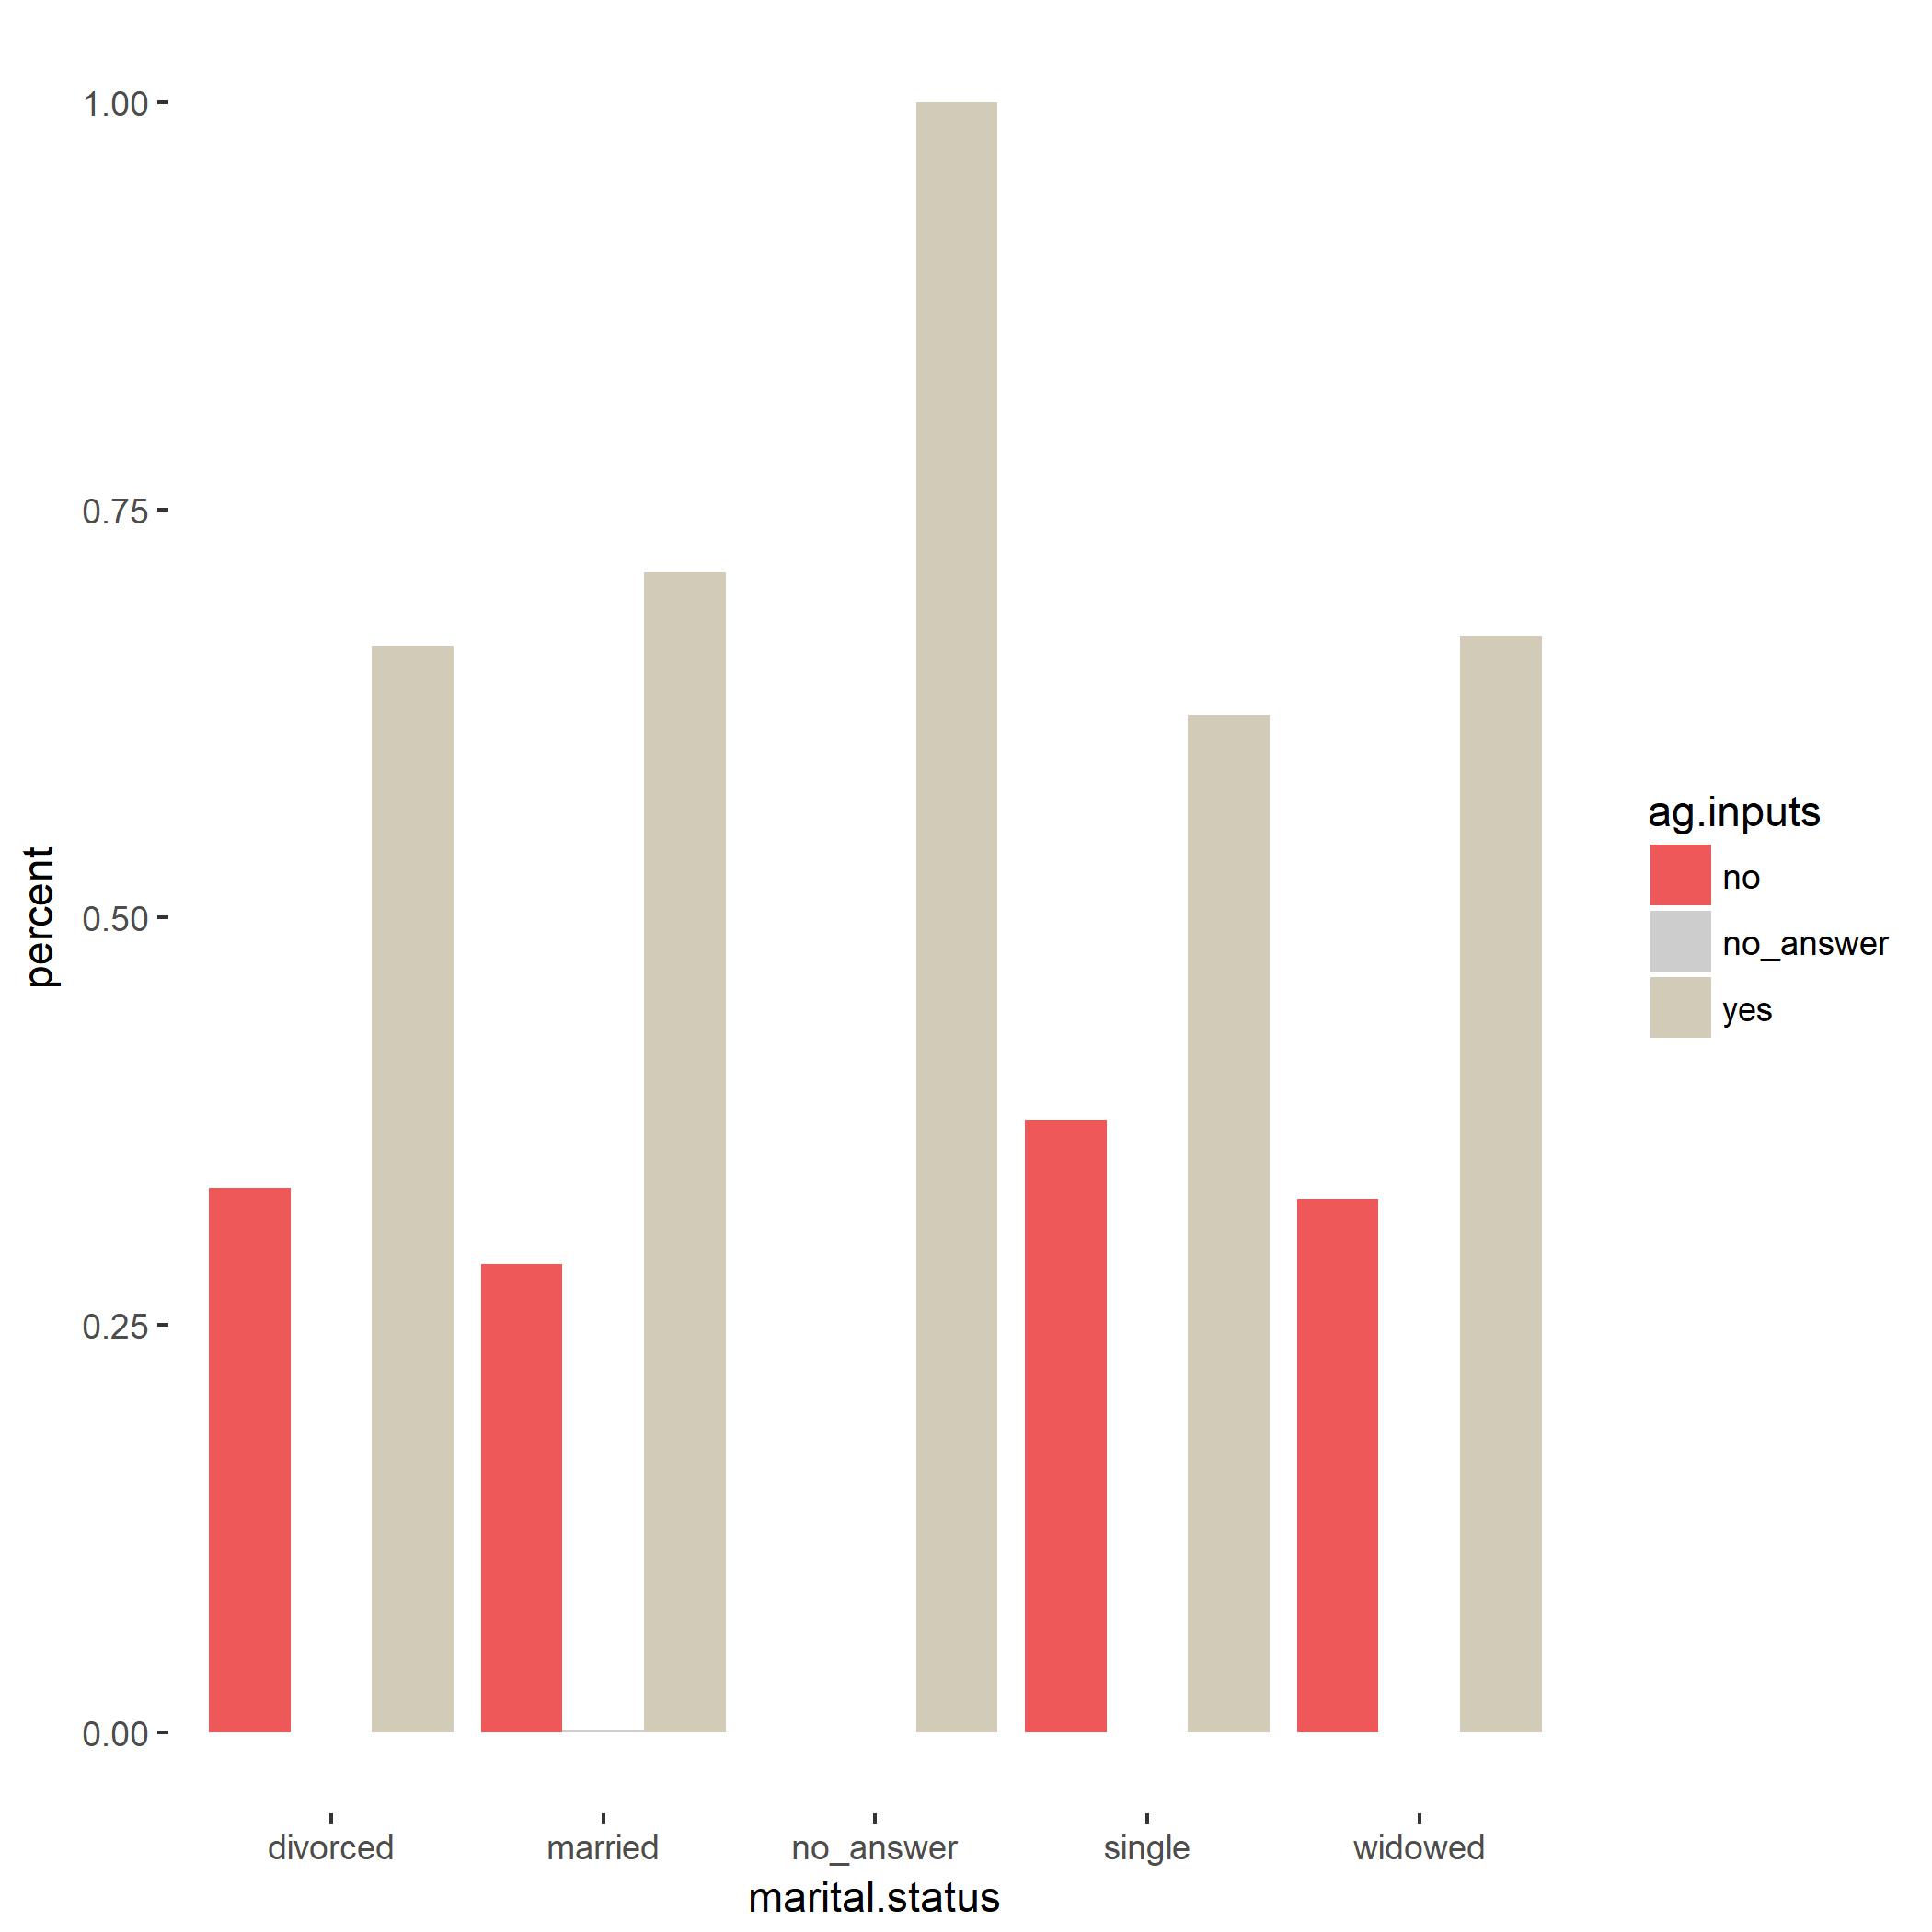 1.00
0.75
0.50
0.25
0.00
percent
divorced married no_answer single widowed
marital.status
ag.inputs
no
no_answer
yes